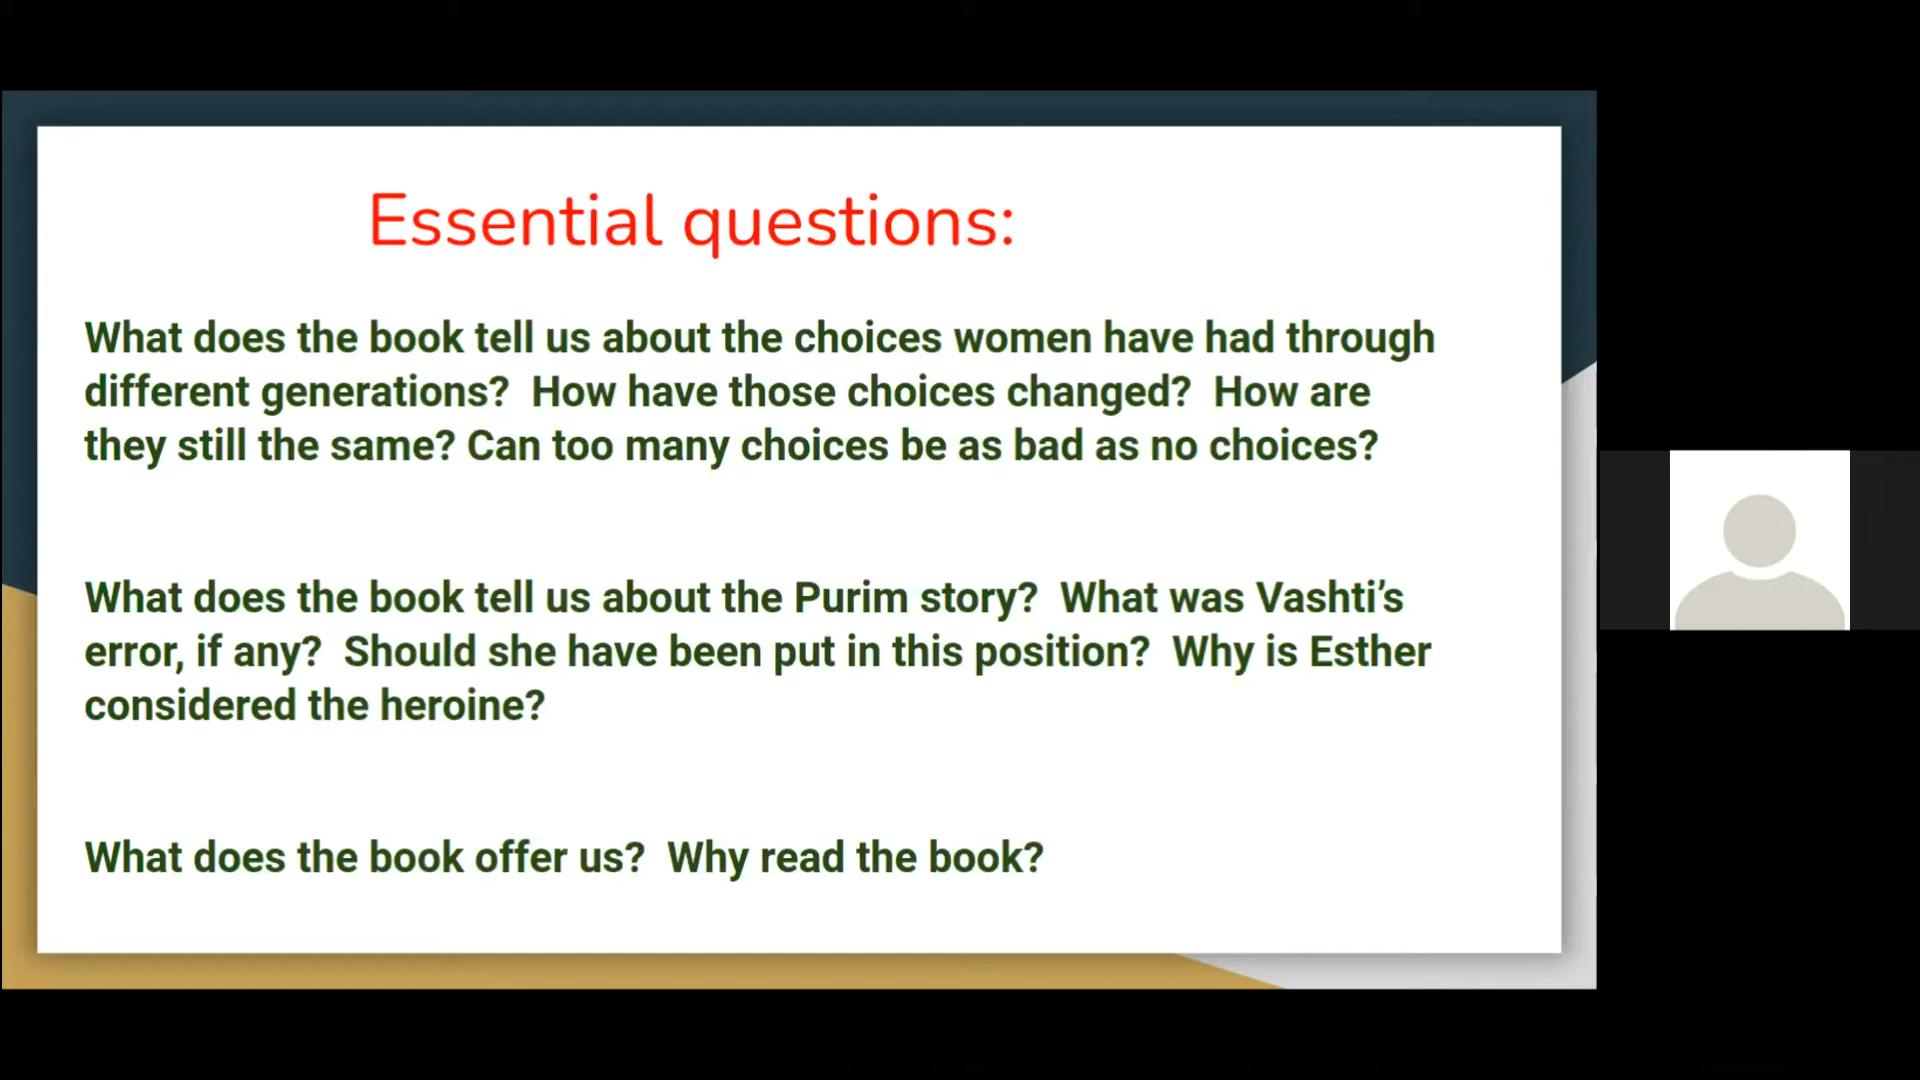 Essential questions:
What does the book tell us about the choices women have had through
different generations?  How have those choices changed?  How are
they still the same? Can too many choices be as bad as no choices?
What does the book tell us about the Purim story?  What was Vashti’s
error, if any?  Should she have been put in this position?  Why is Esther
considered the heroine?
What does the book offer us?  Why read the book?